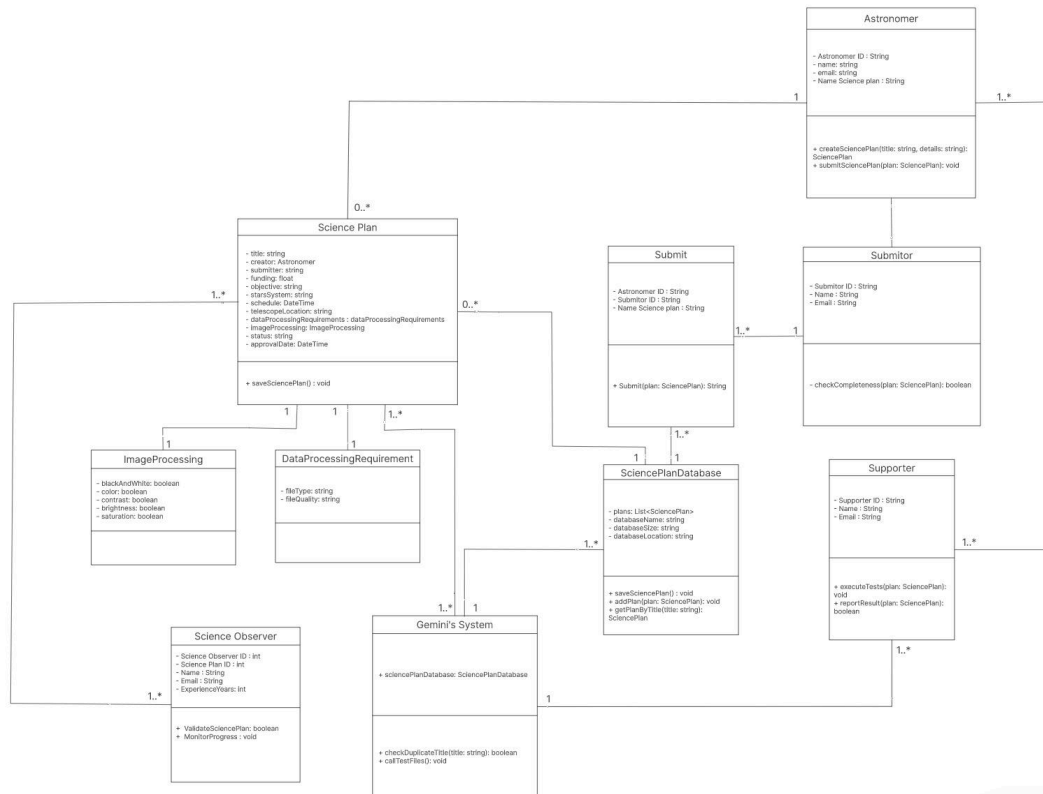 Astronomer
- Astronomer ID : String
- name: string
- email: string
- Name Science plan : String
+ createSciencePlan(title: string, details: string):
SciencePlan
+ submitSciencePlan(plan: SciencePlan): void
1
1..*
0..*
Science Plan
- title: string
- creator: Astronomer
- submitter: string
- funding: float
- objective: string
- starsSystem: string
- schedule: DateTime
- telescopeLocation: string
- dataProcessingRequirements : dataProcessingRequirements
- imageProcessing: ImageProcessing
- status: string
- approvalDate: DateTime
+ saveSciencePlan() : void
1..*
0..*
1
1
1..*
Submit
- Astronomer ID : String
- Submitor ID : String
- Name Science plan : String
+ Submit(plan: SciencePlan): String
1..*
1
1..*
1
Submitor
- Submitor ID : String
- Name : String
- Email : String
- checkCompleteness(plan: SciencePlan): boolean
1
ImageProcessing
- blackAndWhite: boolean
- color: boolean
- contrast: boolean
- brightness: boolean
- saturation: boolean
1
DataProcessingRequirement
- fileType: string
- fileQuality: string
1
SciencePlanDatabase
- plans: List<SciencePlan>
- databaseName: string
- databaseSize: string
- databaseLocation: string
+ saveSciencePlan() : void
+ addPlan(plan: SciencePlan): void
+ getPlanByTitle(title: string):
SciencePlan
1..*
Supporter
- Supporter ID : String
- Name : String
- Email : String
+ executeTests(plan: SciencePlan):
void
+ reportResult(plan: SciencePlan):
boolean
1..*
1..*
Science Observer
- Science Observer ID : int
- Science Plan ID : int
- Name : String
- Email : String
- ExperienceYears: int
+ ValidateSciencePlan: boolean
+ MonitorProgress : void
1..*
1..*
1
Gemini's System
+ sciencePlanDatabase: SciencePlanDatabase
+ checkDuplicateTitle(title: string): boolean
+ callTestFiles(): void
1